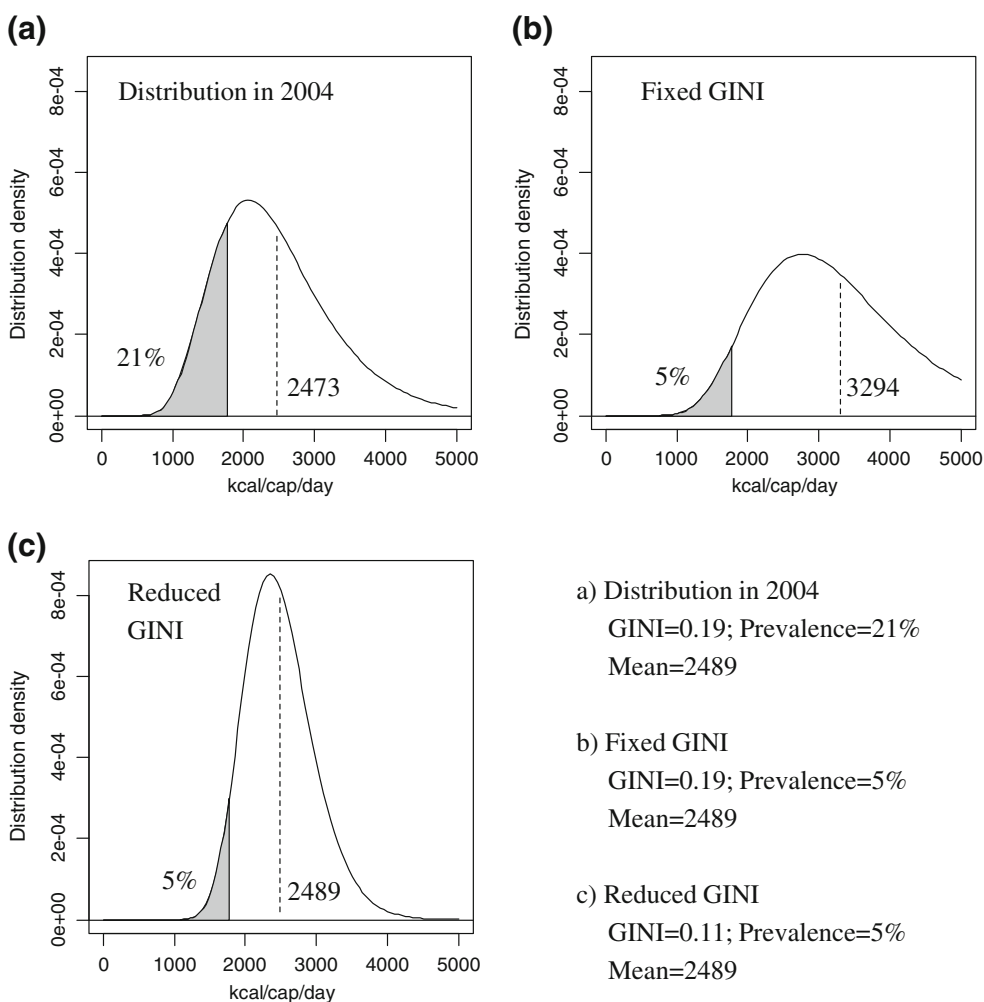 (a)
Distribution in 2004
Distribution density
0e+00 2e-04 4e-04 6e-04 8e-04
21%
2473
0 1000 2000 3000 4000 5000
kcal/cap/day
(b)
Fixed GINI
Distribution density
0e+00 2e-04 4e-04 6e-04 8e-04
5%
3294
0 1000 2000 3000 4000 5000
kcal/cap/day
(c)
Reduced
GINI
Distribution density
0e+00 2e-04 4e-04 6e-04 8e-04
5%
2489
0 1000 2000 3000 4000 5000
kcal/cap/day
a) Distribution in 2004
GINI=0.19; Prevalence=21%
Mean=2489
b) Fixed GINI
GINI=0.19; Prevalence=5%
Mean=2489
c) Reduced GINI
GINI=0.11; Prevalence=5%
Mean=2489